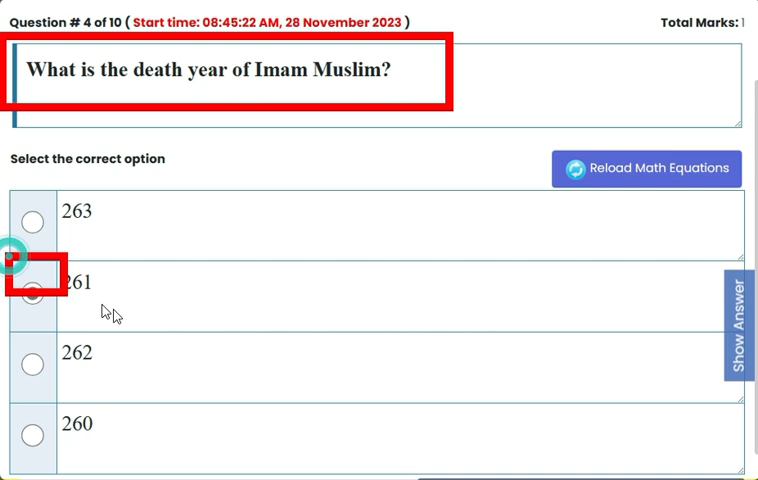 Question # 4 of 10 ( Start time: 08:45:22 AM, 28 November 2023 ) Total Marks: 1
What is the death year of Imam Muslim?
Select the correct option
Reload Math Equations
263
261
Show Answer
262
260